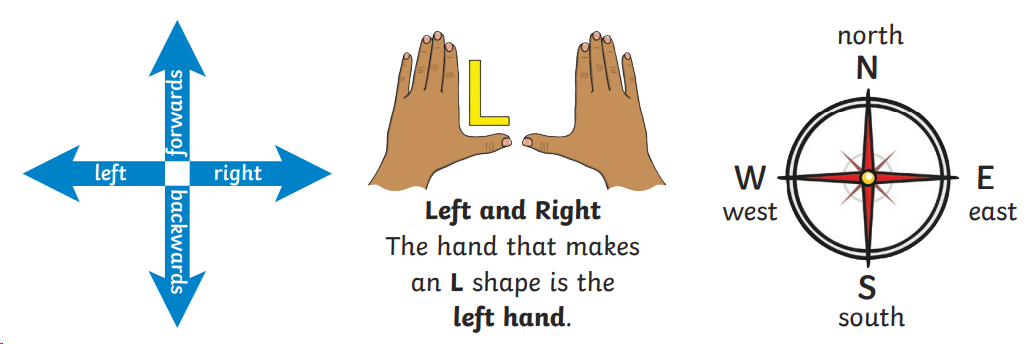 forwards
left
right
backwards
L
Left and Right
The hand that makes
an L shape is the
left hand.
north
N
W
west
E
east
S
south